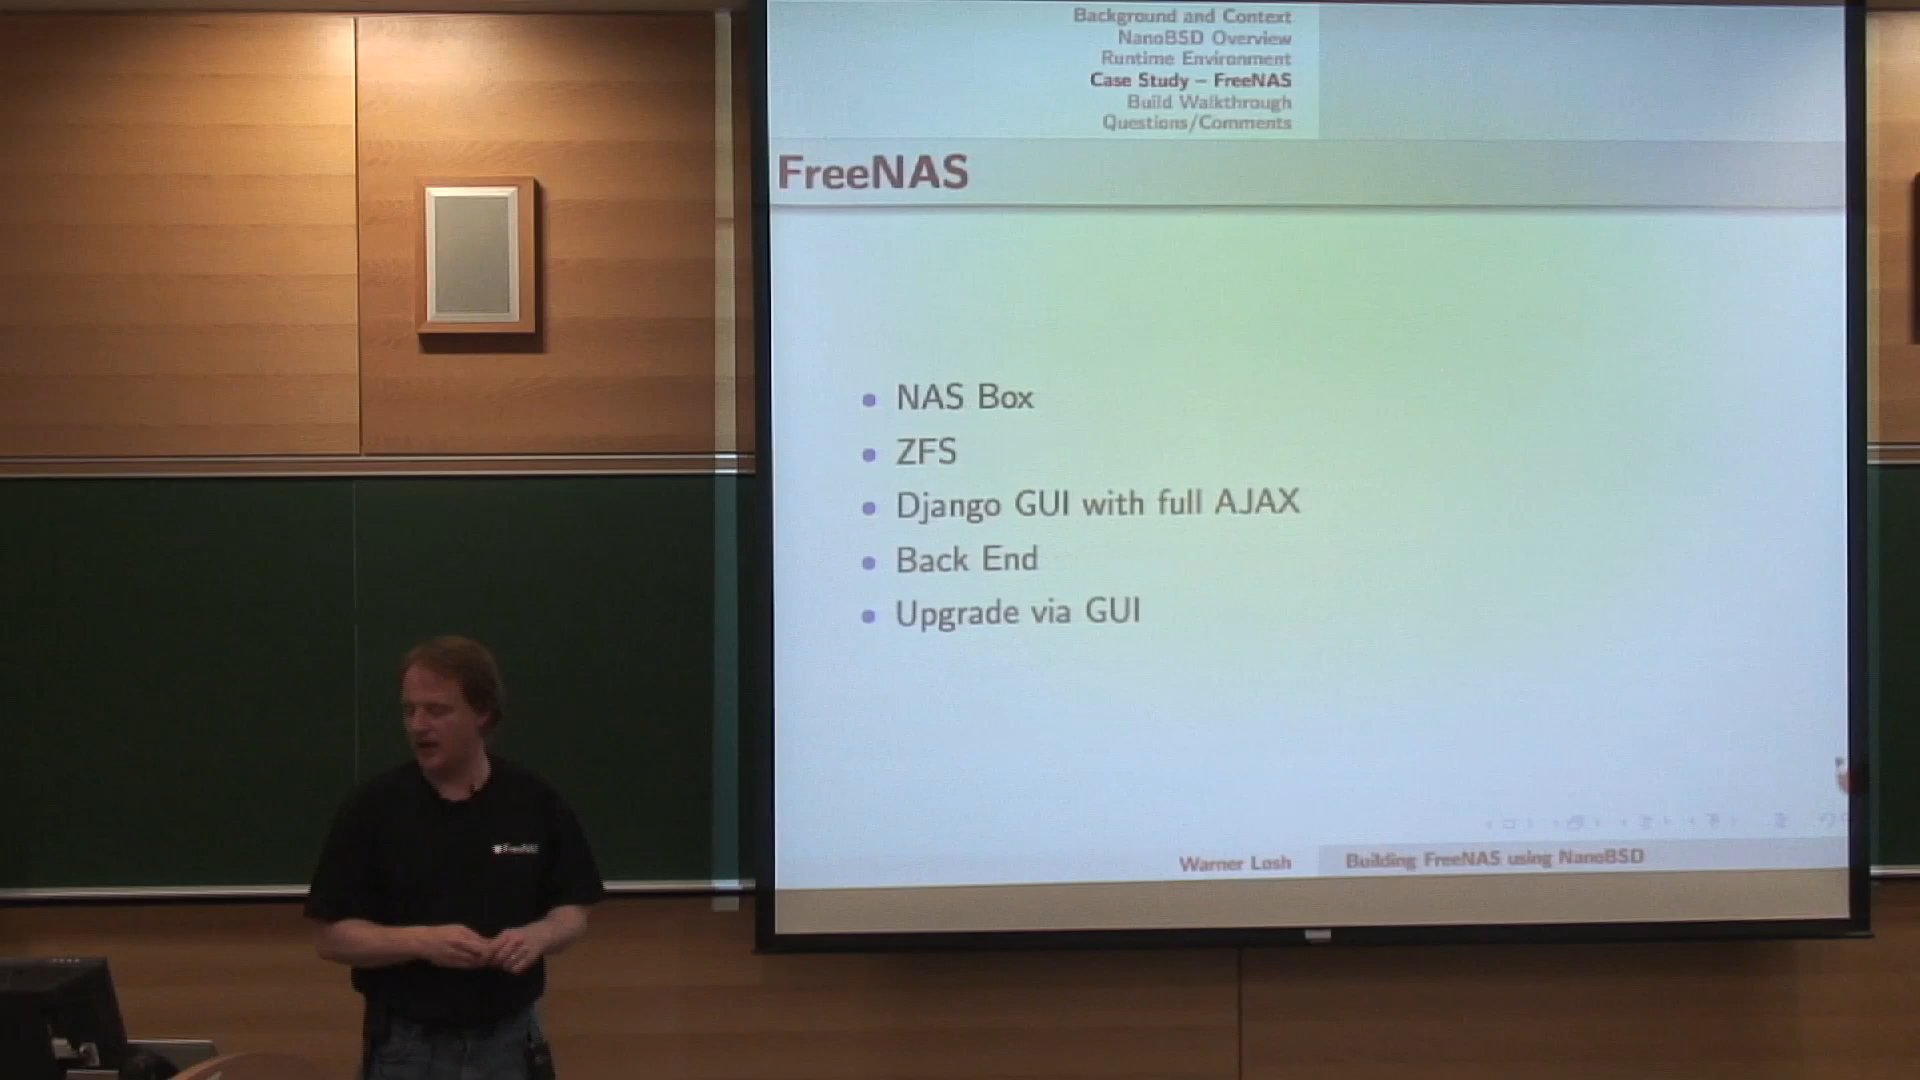 Background and Context
NanoBSD Overview
Runtime Environment
Case Study – FreeNAS
Build Walkthrough
Questions/Comments
FreeNAS
NAS Box
ZFS
Django GUI with full AJAX
Back End
Upgrade via GUI
Warner Losh
Building FreeNAS using NanoBSD
FreeNAS